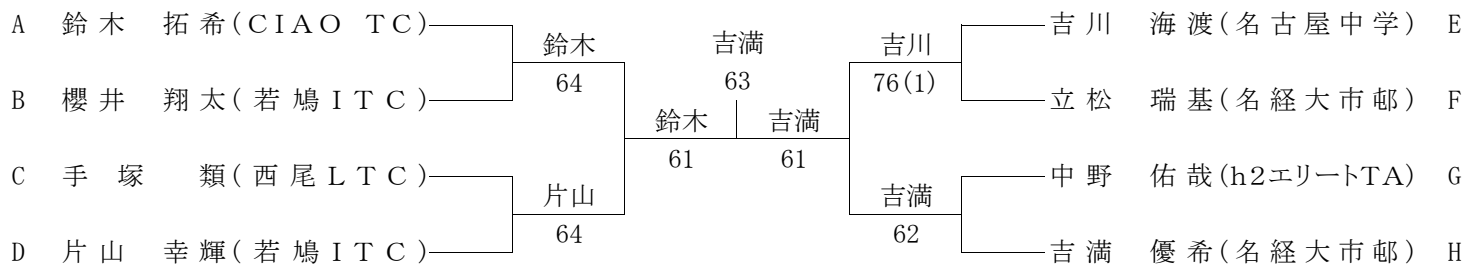 A 鈴木 拓希(CIAO TC)
鈴木
64
B 櫻井 翔太(若鳩ITC)
鈴木
61
C 手塚 類(西尾LTC)
片山
64
D 片山 幸輝(若鳩ITC)
吉満
63
吉川 海渡(名古屋中学) E
吉川
76(1)
立松 瑞基(名経大市邨) F
吉満
61
中野 佑哉(h2エリートTA) G
吉満
62
吉満 優希(名経大市邨) H